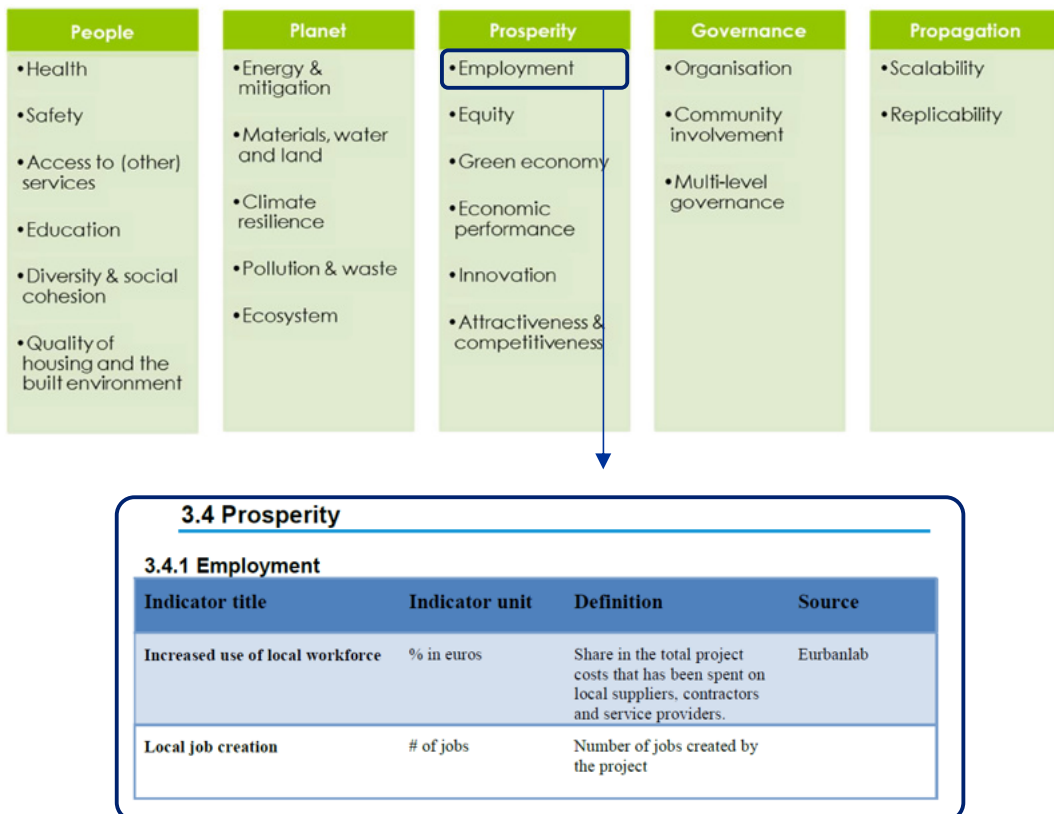 People
•Health
•Safety
•Access to (other)
services
•Education
•Diversity & social
cohesion
•Quality of
housing and the
built environment
Planet
•Energy &
mitigation
•Materials, water
and land
•Climate
resilience
•Pollution & waste
•Ecosystem
Prosperity
•Employment
•Equity
•Green economy
•Economic
performance
•Innovation
•Attractiveness &
competitiveness
Governance
•Organisation
•Community
involvement
•Multi-level
governance
Propagation
•Scalability
•Replicability
3.4 Prosperity
3.4.1 Employment
Indicator title Indicator unit Definition Source
Increased use of local workforce % in euros Share in the total project Eurbanlab
costs that has been spent on
local suppliers, contractors
and service providers.
Local job creation # of jobs Number of jobs created by
the project